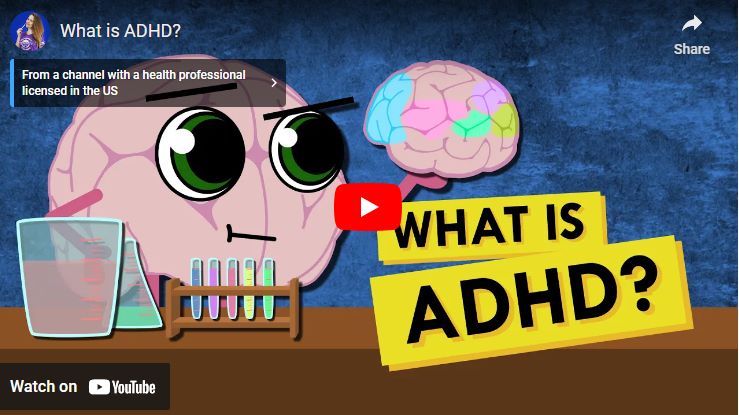 What is ADHD?
Share
From a channel with a health professional
licensed in the US
WHAT IS
ADHD?
Watch on YouTube